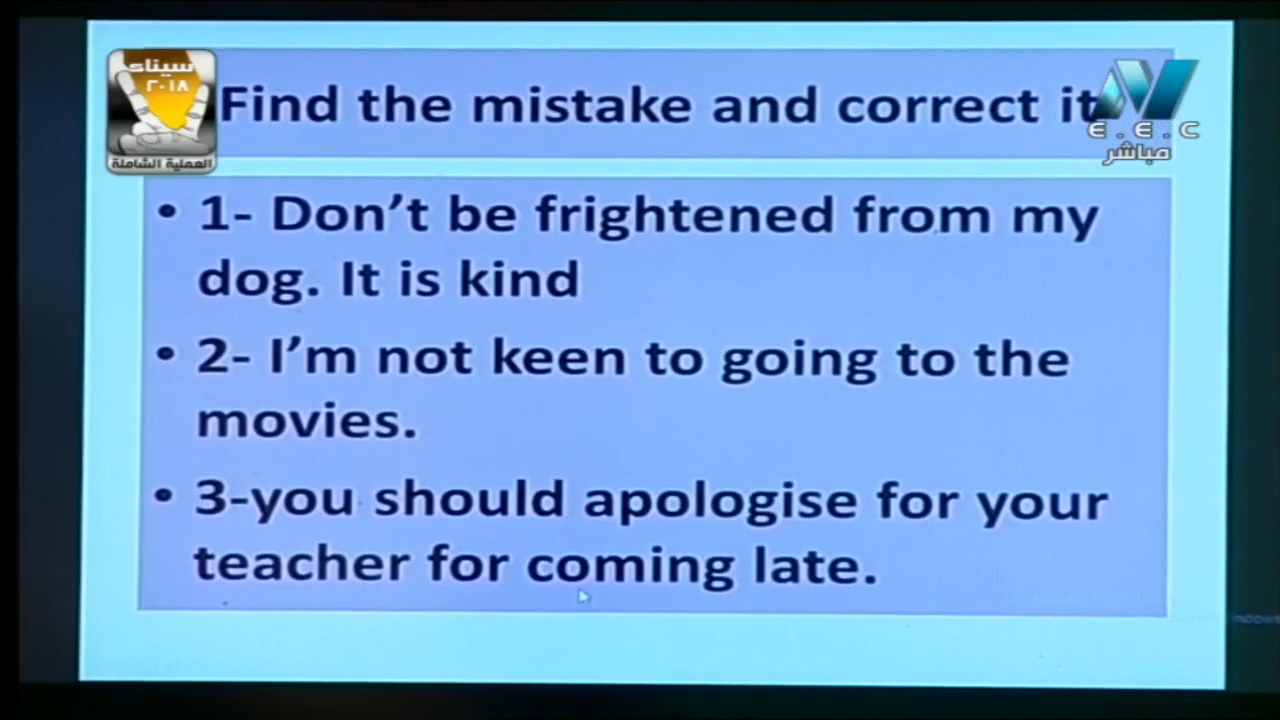 سيناء
٢٠١٨
العملية الشاملة
Find the mistake and correct it
E.E.C
مباشر
• 1- Don't be frightened from my
dog. It is kind
• 2- I'm not keen to going to the
movies.
• 3-you should apologise for your
teacher for coming late.